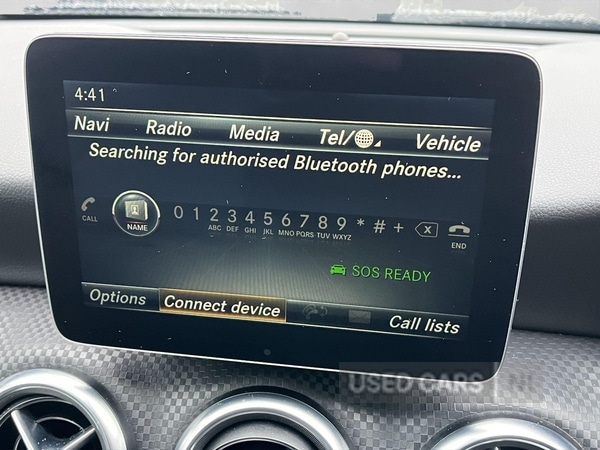 4:41
Navi Radio Media Tel/ Vehicle
Searching for authorised Bluetooth phones...
CALL NAME 0 1 2 3 4 5 6 7 8 9 * # + END
ABC DEF GHI JKL MNO PQRS TUV WXYZ
SOS READY
Options Connect device Call lists
USED CARS NI